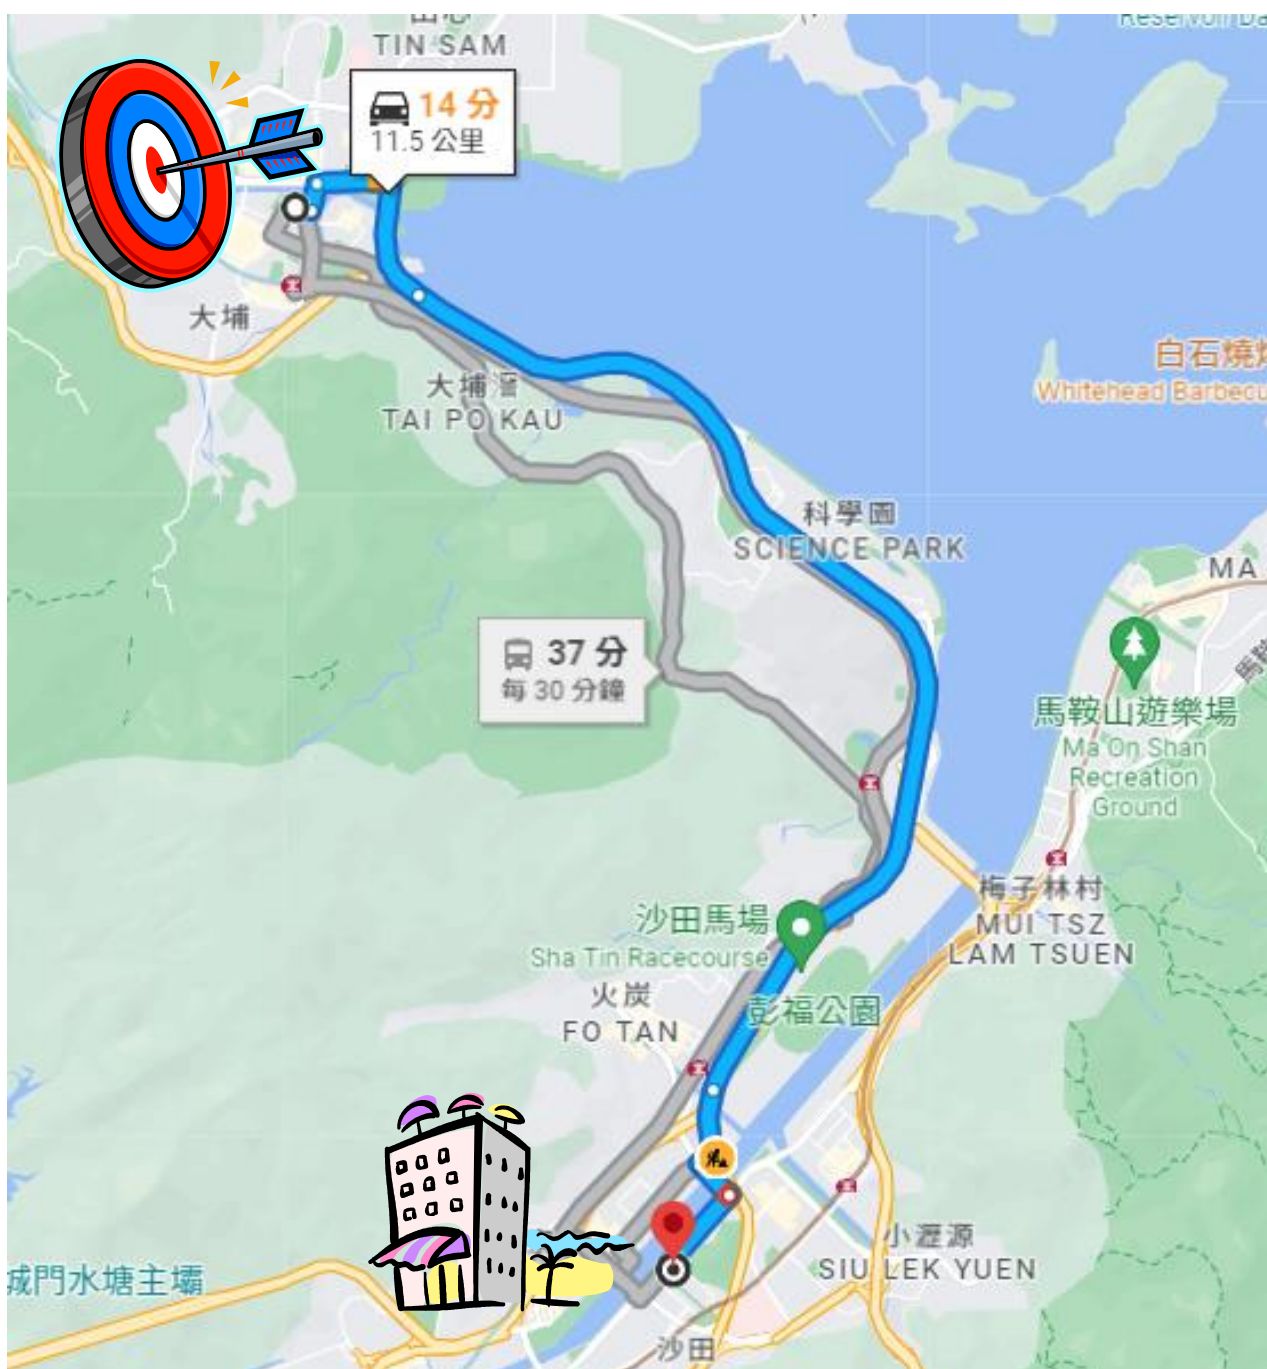 TIN SAM
14 分
11.5 公里
大埔
白石燒
Whitehead Barbecu
大埔滘
TAI PO KAU
科學園
SCIENCE PARK
MA
37 分
每 30 分鐘
馬鞍
馬鞍山遊樂場
Ma On Shan
Recreation
Ground
梅子林村
MUI TSZ
LAM TSUEN
沙田馬場
Sha Tin Racecourse
火炭
FO TAN
彭福公園
小瀝源
SIU LEK YUEN
城門水塘主壩
沙田